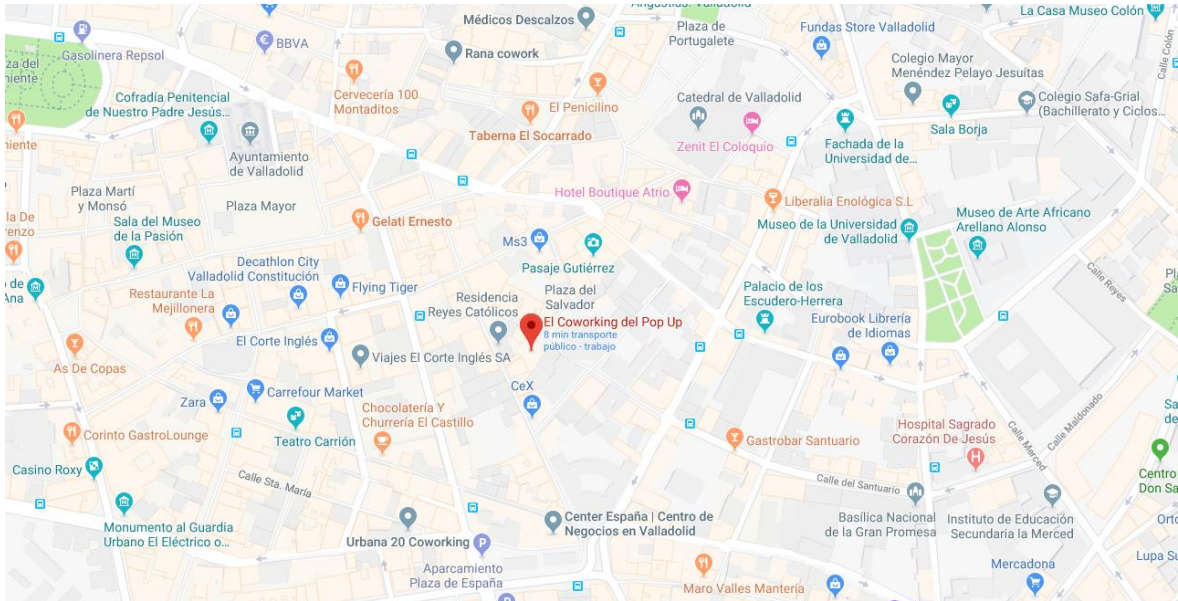 Médicos Descalzos
Plaza de
Portugalete
La Casa Museo Colón
Fundas Store Valladolid
Gasolinera Repsol
BBVA
Rana cowork
Calle Colón
Colegio Mayor
Menéndez Pelayo Jesuitas
Cervecería 100
Montaditos
Cofradía Penitencial
de Nuestro Padre Jesús...
El Penicilino
Catedral de Valladolid
Colegio Safa-Grial
(Bachillerato y Ciclos...
Taberna El Socarrado
Sala Borja
Zenit El Coloquio
Fachada de la
Universidad de...
Ayuntamiento
de Valladolid
Plaza Martí
y Monsó
Plaza Mayor
Hotel Boutique Atrio
Liberalia Enológica S.L
Gelati Ernesto
Sala del Museo
de la Pasión
Museo de la Universidad
de Valladolid
Museo de Arte Africano
Arellano Alonso
Ms3
Pasaje Gutiérrez
Calle Reyes
Decathlon City
Valladolid Constitución
Flying Tiger
Restaurante La
Mejillonera
Residencia
Reyes Católicos
Plaza del
Salvador
Palacio de los
Escudero-Herrera
El Coworking del Pop Up
8 min transporte
público - trabajo
Eurobook Librería
de Idiomas
El Corte Inglés
Viajes El Corte Inglés SA
As De Copas
CeX
Carrefour Market
Zara
Chocolatería Y
Churrería El Castillo
Calle Maldonado
Corinto GastroLounge
Teatro Carrión
Gastrobar Santuario
Hospital Sagrado
Corazón De Jesús
Calle Merced
Casino Roxy
Calle Sta. María
Calle del Santuario
Centro
Monumento al Guardia
Urbano El Eléctrico o...
Urbana 20 Coworking
P
Center España | Centro de
Negocios en Valladolid
Basílica Nacional
de la Gran Promesa
Instituto de Educación
Secundaria la Merced
Aparcamiento
Plaza de España
Maro Valles Mantería
Mercadona
H